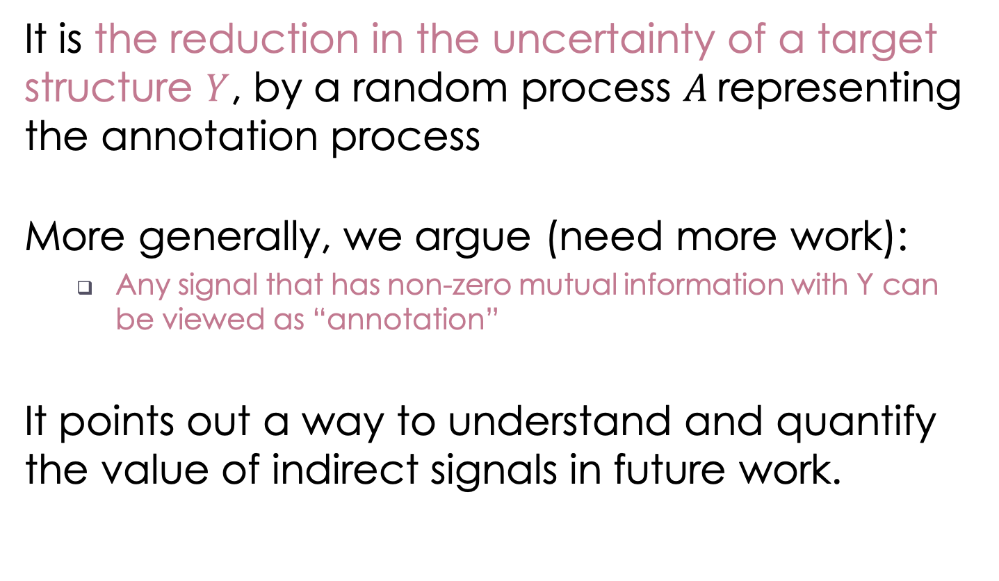 It is the reduction in the uncertainty of a target
structure Y, by a random process A representing
the annotation process
More generally, we argue (need more work):
❑ Any signal that has non-zero mutual information with Y can
be viewed as “annotation”
It points out a way to understand and quantify
the value of indirect signals in future work.